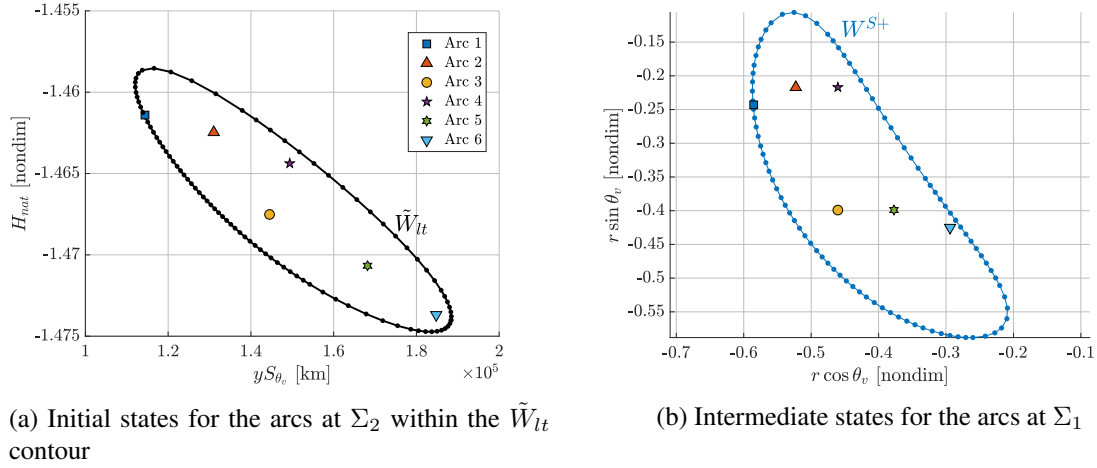 -1.455
-1.46
-1.465
-1.47
-1.475
H_{nat} [nondim]
Arc 1
Arc 2
Arc 3
Arc 4
Arc 5
Arc 6
\tilde{W}_{lt}
1 1.2 1.4 1.6 1.8 2
yS_{θ_v} [km] ×10^5
(a) Initial states for the arcs at Σ_2 within the \tilde{W}_{lt}
contour
W^{S+}
-0.15
-0.2
-0.25
-0.3
-0.35
-0.4
-0.45
-0.5
-0.55
r sin θ_v [nondim]
-0.7 -0.6 -0.5 -0.4 -0.3 -0.2 -0.1
r cos θ_v [nondim]
(b) Intermediate states for the arcs at Σ_1